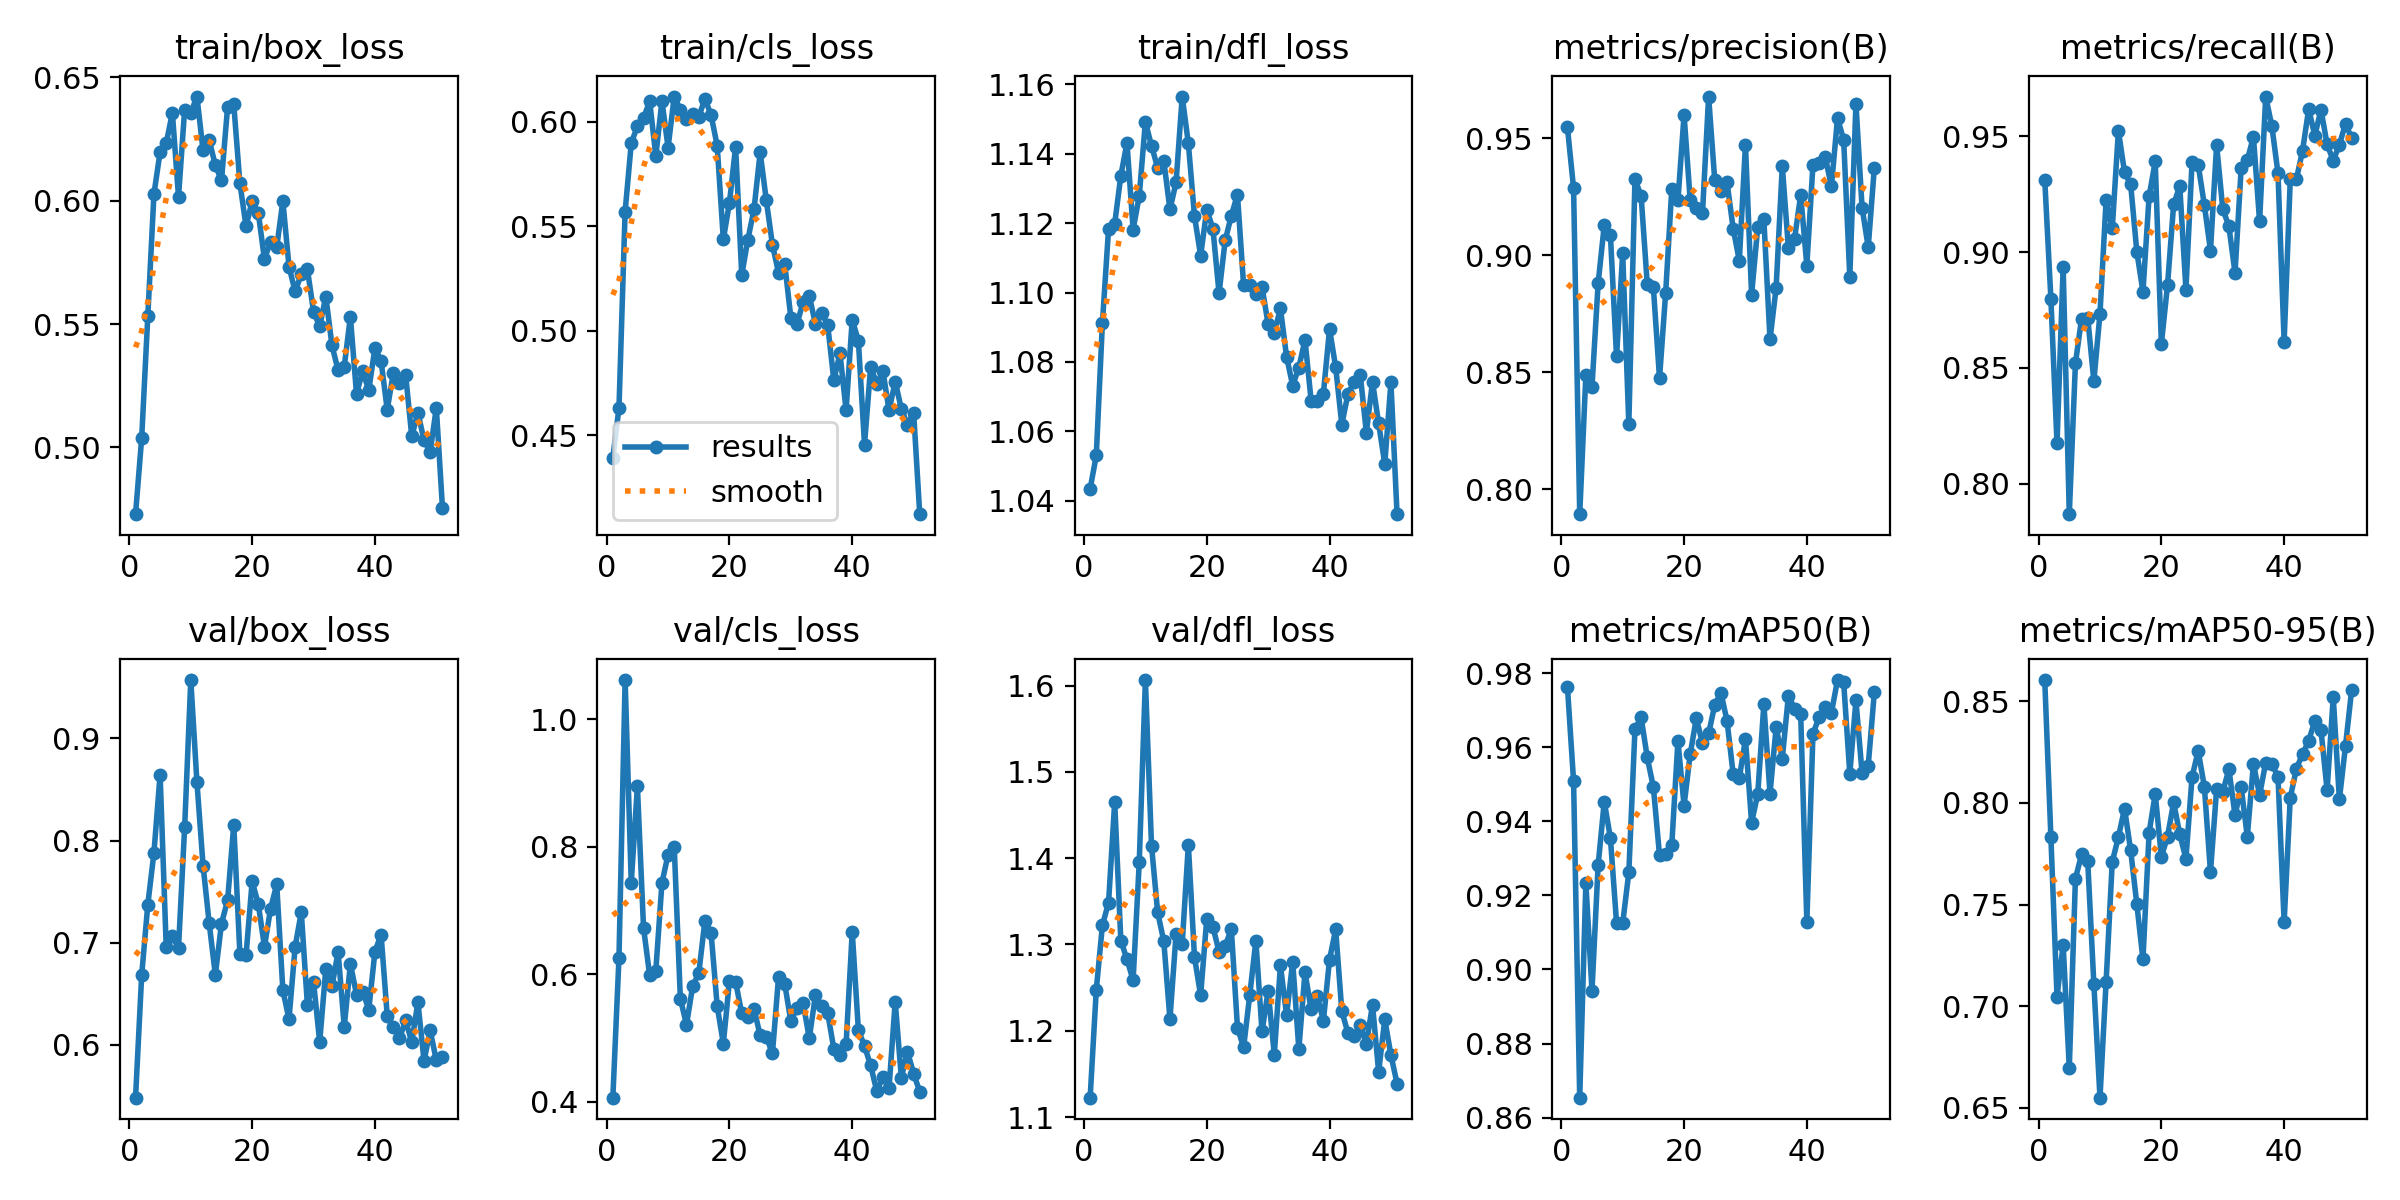 train/box_loss
0.65
0.60
0.55
0.50
0 20 40
train/cls_loss
0.60
0.55
0.50
0.45
results
smooth
0 20 40
train/dfl_loss
1.16
1.14
1.12
1.10
1.08
1.06
1.04
0 20 40
metrics/precision(B)
0.95
0.90
0.85
0.80
0 20 40
metrics/recall(B)
0.95
0.90
0.85
0.80
0 20 40
val/box_loss
0.9
0.8
0.7
0.6
0 20 40
val/cls_loss
1.0
0.8
0.6
0.4
0 20 40
val/dfl_loss
1.6
1.5
1.4
1.3
1.2
1.1
0 20 40
metrics/mAP50(B)
0.98
0.96
0.94
0.92
0.90
0.88
0.86
0 20 40
metrics/mAP50-95(B)
0.85
0.80
0.75
0.70
0.65
0 20 40